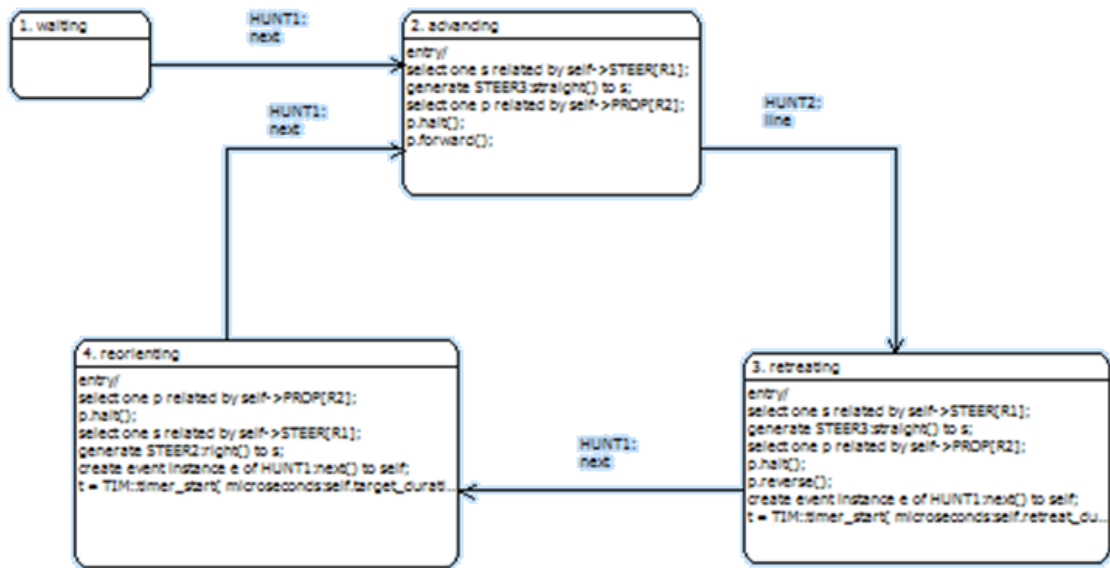 1. waiting
HUNT1:
next
2. advancing
entry/
select one s related by self->STEER[R1];
generate STEER3:straight() to s;
select one p related by self->PROP[R2];
p.halt();
p.forward();
HUNT1:
next
HUNT2:
line
4. reorienting
entry/
select one p related by self->PROP[R2];
p.halt();
select one s related by self->STEER[R1];
generate STEER2:right() to s;
create event instance e of HUNT1:next() to self;
t = TIM::timer_start( microseconds:self.target_durati...
HUNT1:
next
3. retreating
entry/
select one s related by self->STEER[R1];
generate STEER3:straight() to s;
select one p related by self->PROP[R2];
p.halt();
p.reverse();
create event instance e of HUNT1:next() to self;
t = TIM::timer_start( microseconds:self.retreat_du...